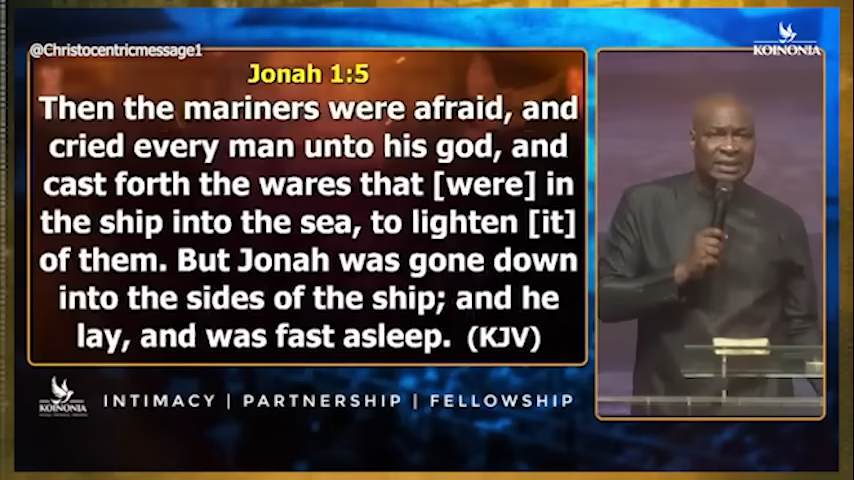 @Christocentricmessage1
KOINONIA
Jonah 1:5
Then the mariners were afraid, and
cried every man unto his god, and
cast forth the wares that [were] in
the ship into the sea, to lighten [it]
of them. But Jonah was gone down
into the sides of the ship; and he
lay, and was fast asleep. (KJV)
KOINONIA
INTIMACY | PARTNERSHIP | FELLOWSHIP